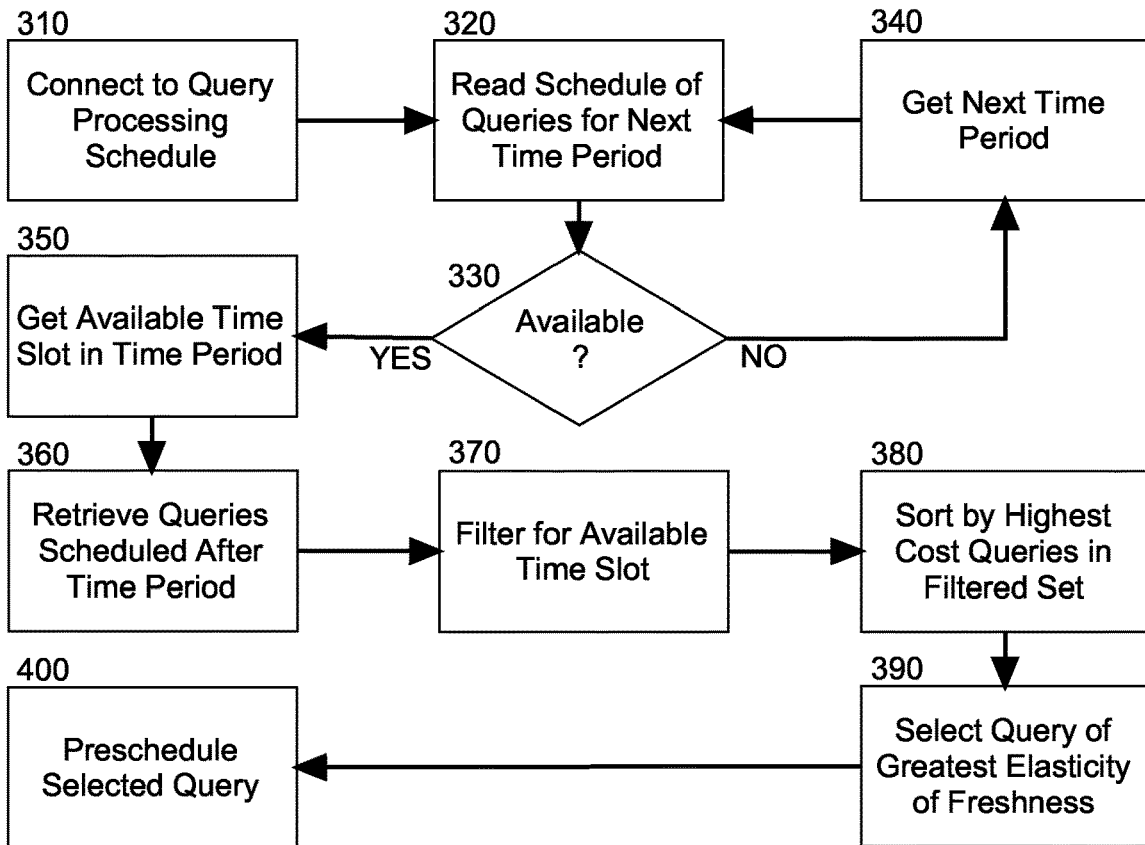 310
Connect to Query
Processing
Schedule
320
Read Schedule of
Queries for Next
Time Period
340
Get Next Time
Period
350
Get Available Time
Slot in Time Period
330
Available
?
YES
NO
360
Retrieve Queries
Scheduled After
Time Period
370
Filter for Available
Time Slot
380
Sort by Highest
Cost Queries in
Filtered Set
390
Select Query of
Greatest Elasticity
of Freshness
400
Preschedule
Selected Query